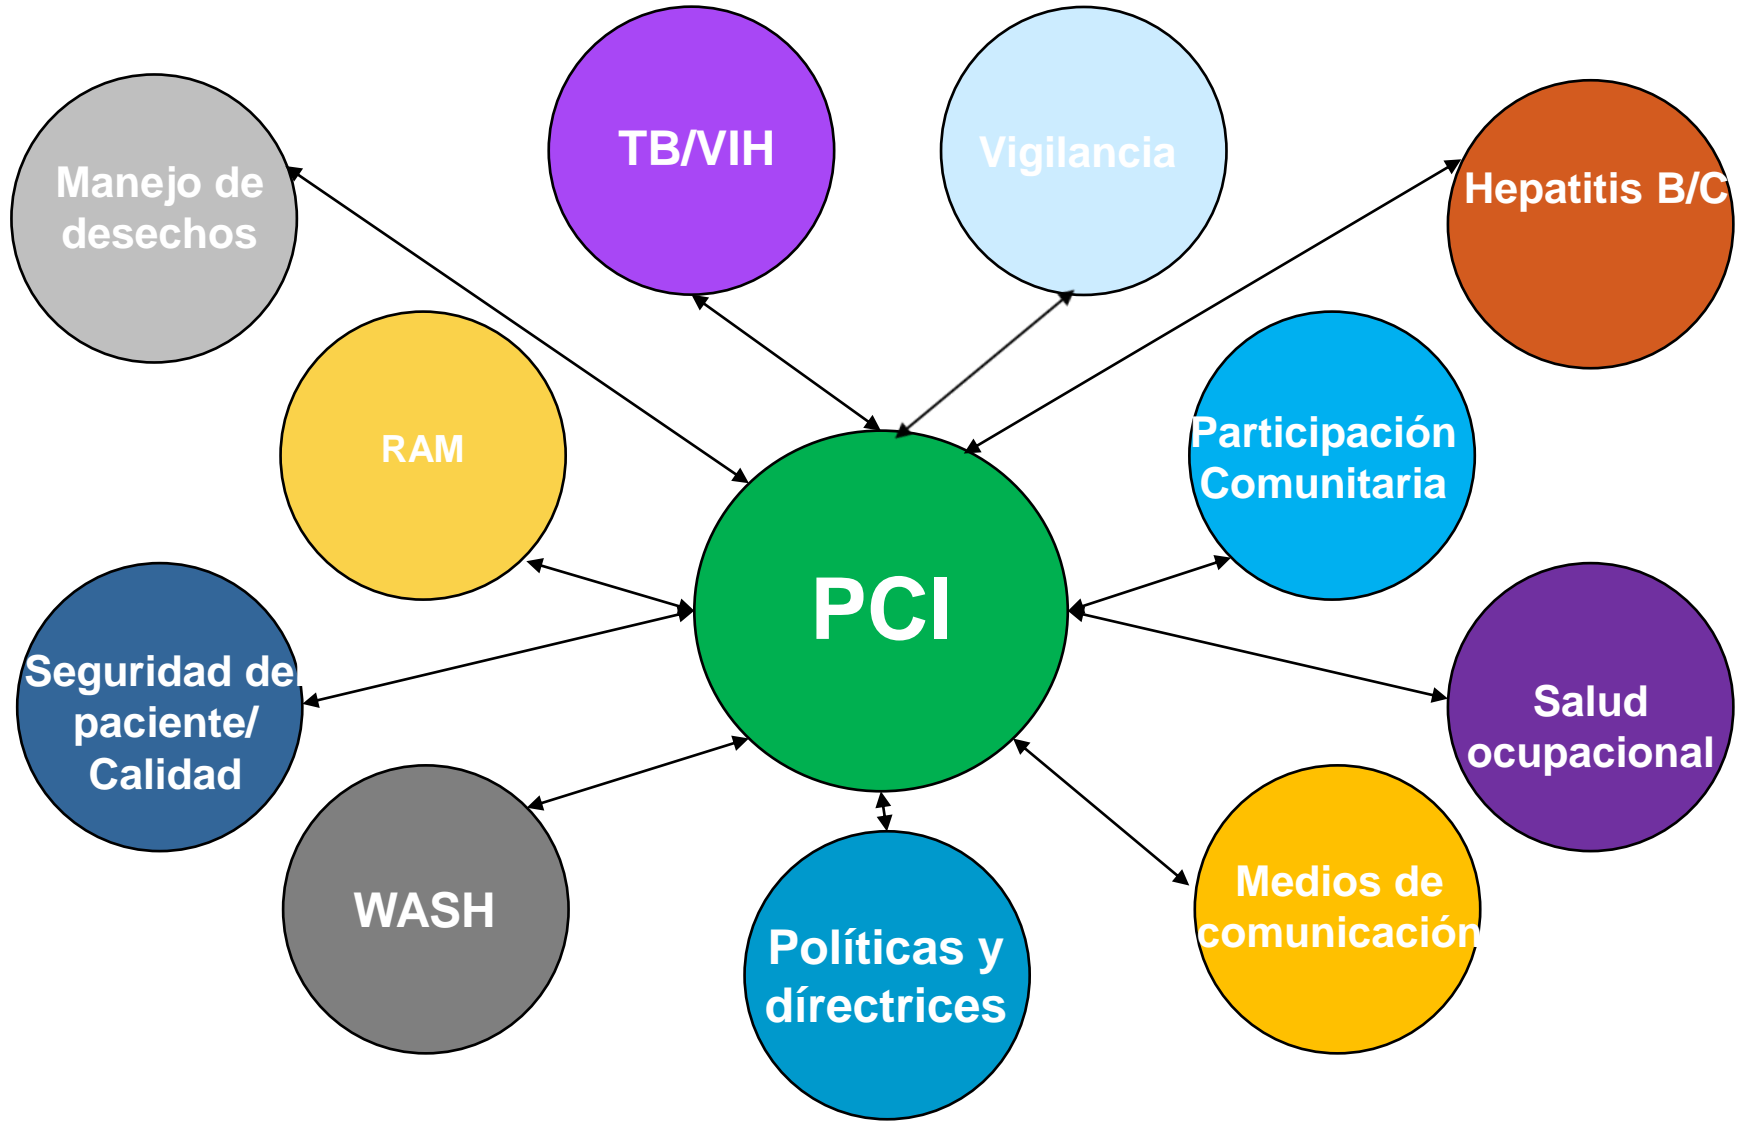 TB/VIH
Vigilancia
Manejo de
desechos
Hepatitis B/C
RAM
Participación
Comunitaria
PCI
Seguridad del
paciente/
Calidad
Salud
ocupacional
WASH
Medios de
comunicación
Políticas y
dírectrices